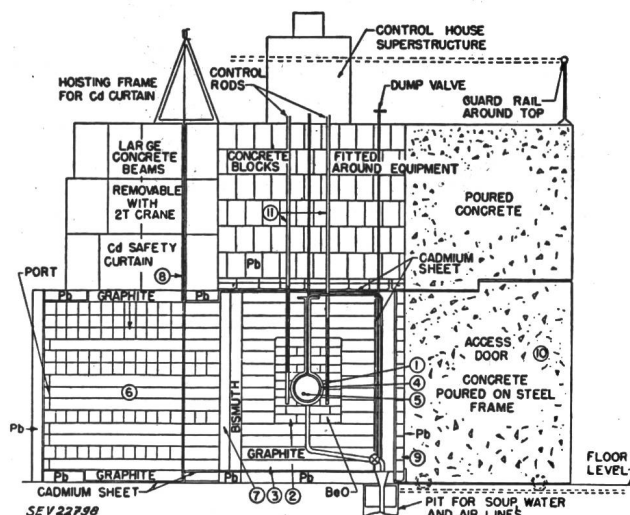 CONTROL HOUSE
SUPERSTRUCTURE
HOISTING FRAME
FOR Cd CURTAIN
CONTROL
RODS
DUMP VALVE
GUARD RAIL
AROUND TOP
LARGE
CONCRETE
BEAMS
REMOVABLE
WITH
2T CRANE
Cd SAFETY
CURTAIN
CONCRETE
BLOCKS
FITTED
AROUND EQUIPMENT
POURED
CONCRETE
11
Pb
CADMIUM
SHEET
PORT
8
Pb
GRAPHITE
Pb
ACCESS
DOOR
10
CONCRETE
POURED ON STEEL
FRAME
1
4
5
6
BISMUTH
Pb
Pb
9
GRAPHITE
FLOOR
LEVEL
Pb
GRAPHITE
Pb
Pb
CADMIUM SHEET
7
3
2
BeO
PIT FOR SOUP, WATER
AND AIR LINES
SEV 22798